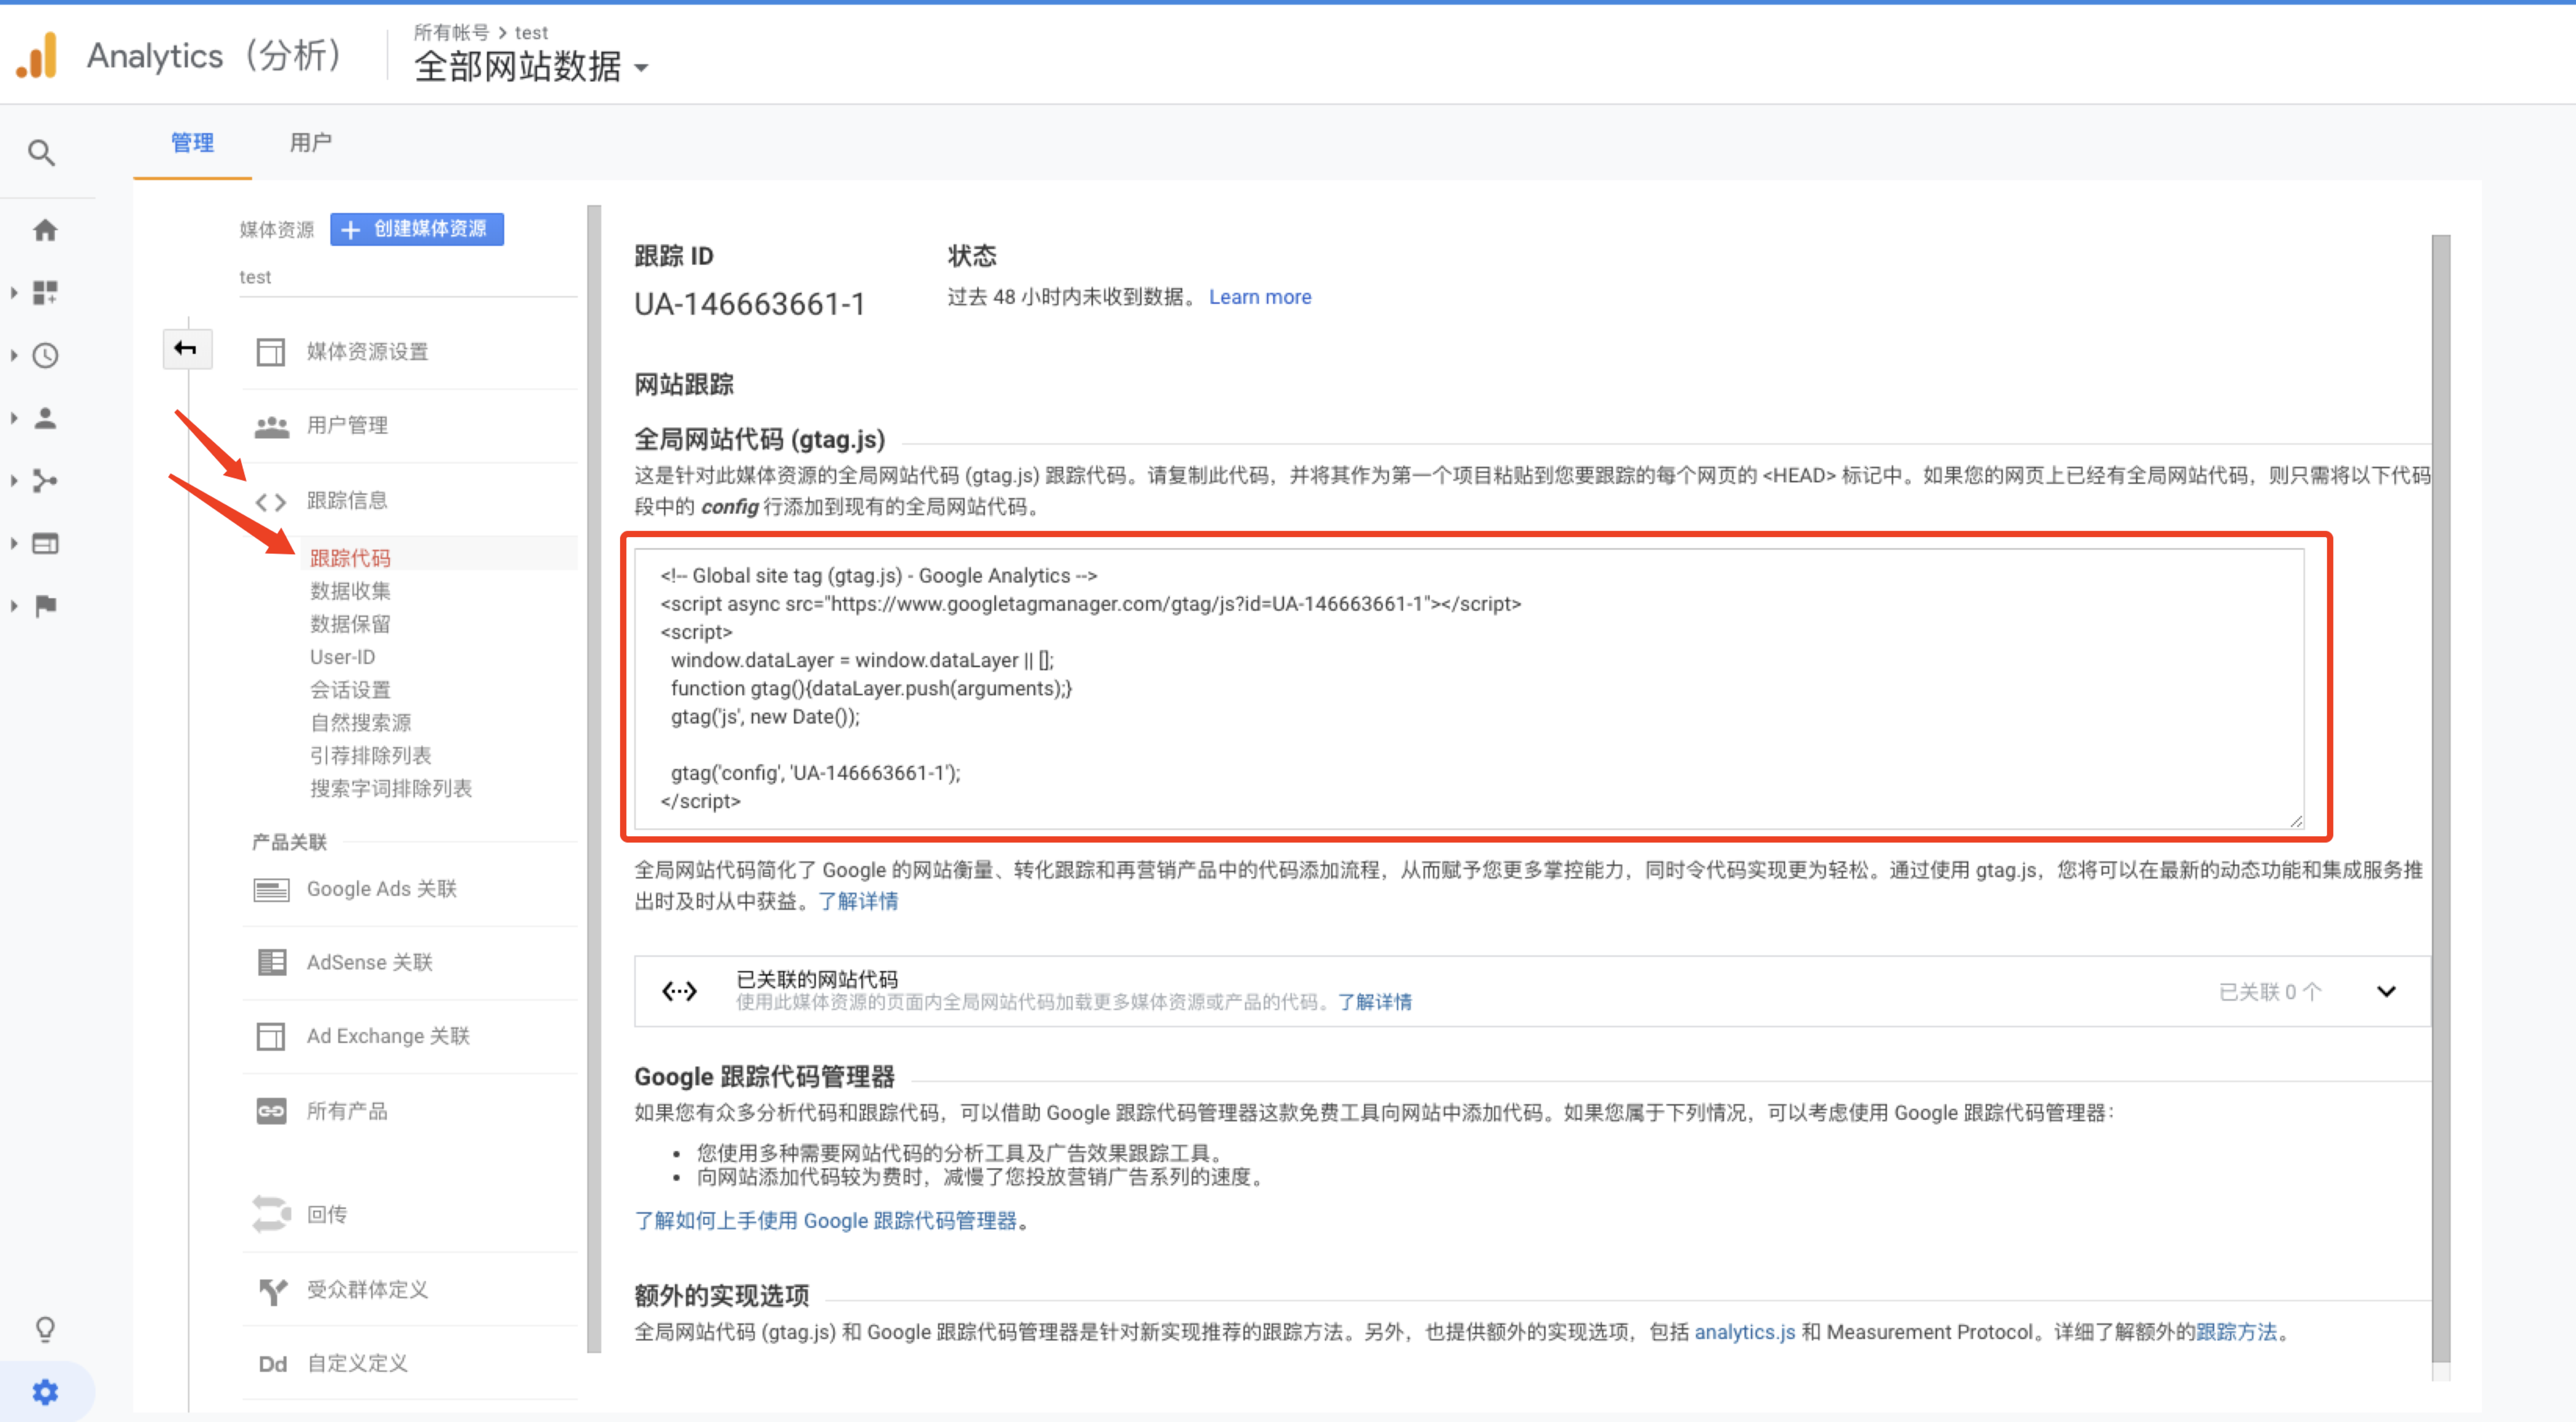 Analytics（分析）
所有帐号 > test
全部网站数据
管理
用户
媒体资源
创建媒体资源
test
媒体资源设置
用户管理
跟踪信息
跟踪代码
数据收集
数据保留
User-ID
会话设置
自然搜索源
引荐排除列表
搜索字词排除列表
产品关联
Google Ads 关联
AdSense 关联
Ad Exchange 关联
所有产品
回传
受众群体定义
Dd 自定义定义
跟踪 ID
UA-146663661-1
状态
过去 48 小时内未收到数据。 Learn more
网站跟踪
全局网站代码 (gtag.js)
这是针对此媒体资源的全局网站代码 (gtag.js) 跟踪代码。请复制此代码，并将其作为第一个项目粘贴到您要跟踪的每个网页的 <HEAD> 标记中。如果您的网页上已经有全局网站代码，则只需将以下代码
段中的 config 行添加到现有的全局网站代码。
<!-- Global site tag (gtag.js) - Google Analytics -->
<script async src="https://www.googletagmanager.com/gtag/js?id=UA-146663661-1"></script>
<script>
window.dataLayer = window.dataLayer || [];
function gtag(){dataLayer.push(arguments);}
gtag('js', new Date());
gtag('config', 'UA-146663661-1');
</script>
全局网站代码简化了 Google 的网站衡量、转化跟踪和再营销产品中的代码添加流程，从而赋予您更多掌控能力，同时令代码实现更为轻松。通过使用 gtag.js，您将可以在最新的动态功能和集成服务推
出时及时从中获益。了解详情
已关联的网站代码
使用此媒体资源的页面内全局网站代码加载更多媒体资源或产品的代码。了解详情
已关联 0 个
Google 跟踪代码管理器
如果您有众多分析代码和跟踪代码，可以借助 Google 跟踪代码管理器这款免费工具向网站中添加代码。如果您属于下列情况，可以考虑使用 Google 跟踪代码管理器：
• 您使用多种需要网站代码的分析工具及广告效果跟踪工具。
• 向网站添加代码较为费时，减慢了您投放营销广告系列的速度。
了解如何上手使用 Google 跟踪代码管理器。
额外的实现选项
全局网站代码 (gtag.js) 和 Google 跟踪代码管理器是针对新实现推荐的跟踪方法。另外，也提供额外的实现选项，包括 analytics.js 和 Measurement Protocol。详细了解额外的跟踪方法。